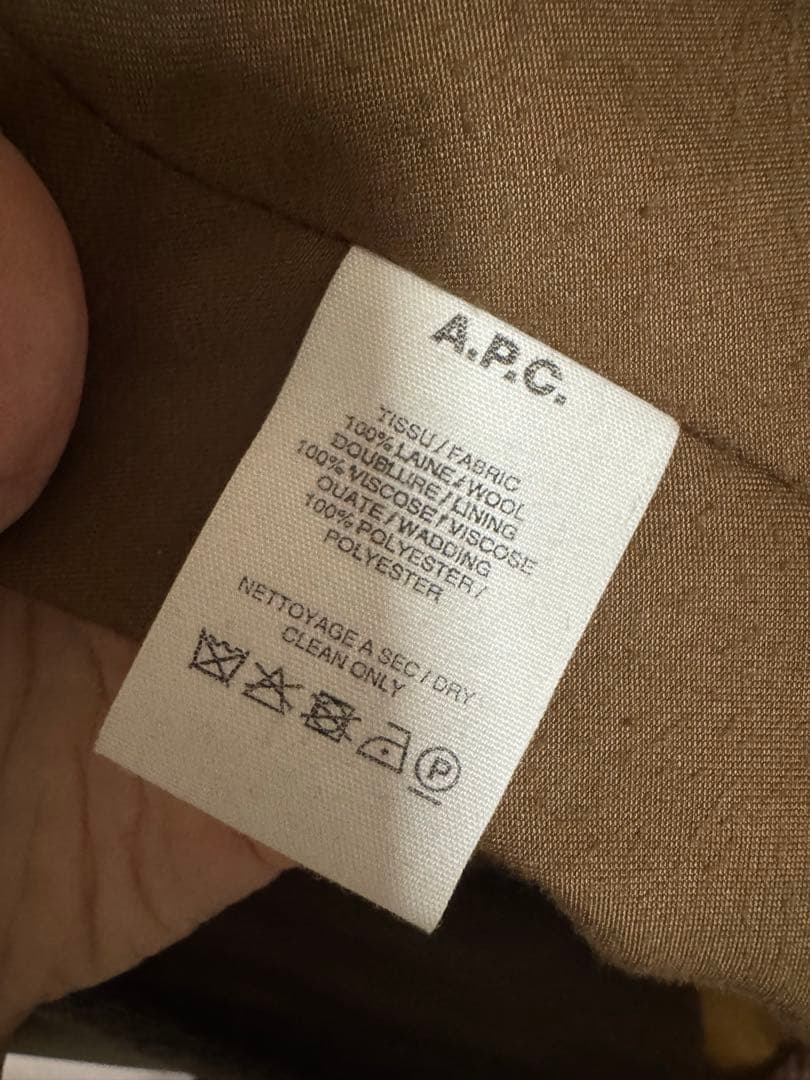 A.P.C.
TISSU / FABRIC
100% LAINE / WOOL
DOUBLURE / LINING
100% VISCOSE / VISCOSE
OUATE / WADDING
100% POLYESTER /
POLYESTER
NETTOYAGE A SEC / DRY
CLEAN ONLY
P